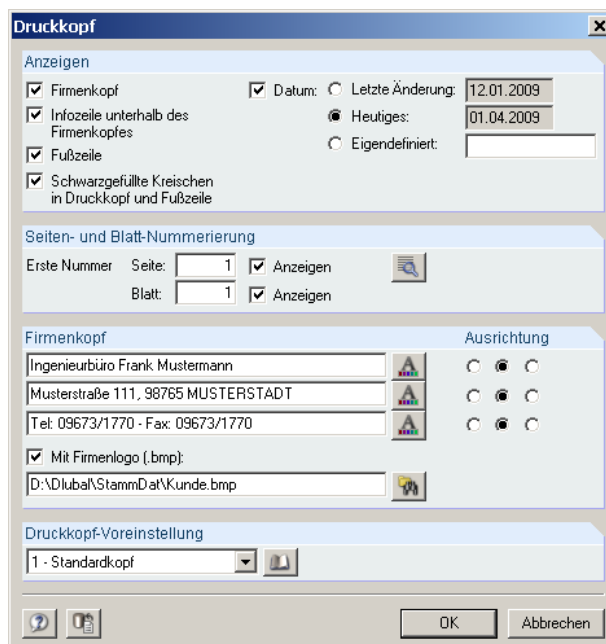 Druckkopf
Anzeigen
Firmenkopf
Datum: Letzte Änderung: 12.01.2009
Infozeile unterhalb des
Firmenkopfes
Heutiges: 01.04.2009
Fußzeile
Eigendefiniert:
Schwarzgefüllte Kreischen
in Druckkopf und Fußzeile
Seiten- und Blatt-Nummerierung
Erste Nummer Seite: 1 Anzeigen
Blatt: 1 Anzeigen
Firmenkopf Ausrichtung
Ingenieurbüro Frank Mustermann
Musterstraße 111, 98765 MUSTERSTADT
Tel: 09673/1770 - Fax: 09673/1770
Mit Firmenlogo (.bmp):
D:\Dlubal\StammDat\Kunde.bmp
Druckkopf-Voreinstellung
1 - Standardkopf
OK Abbrechen